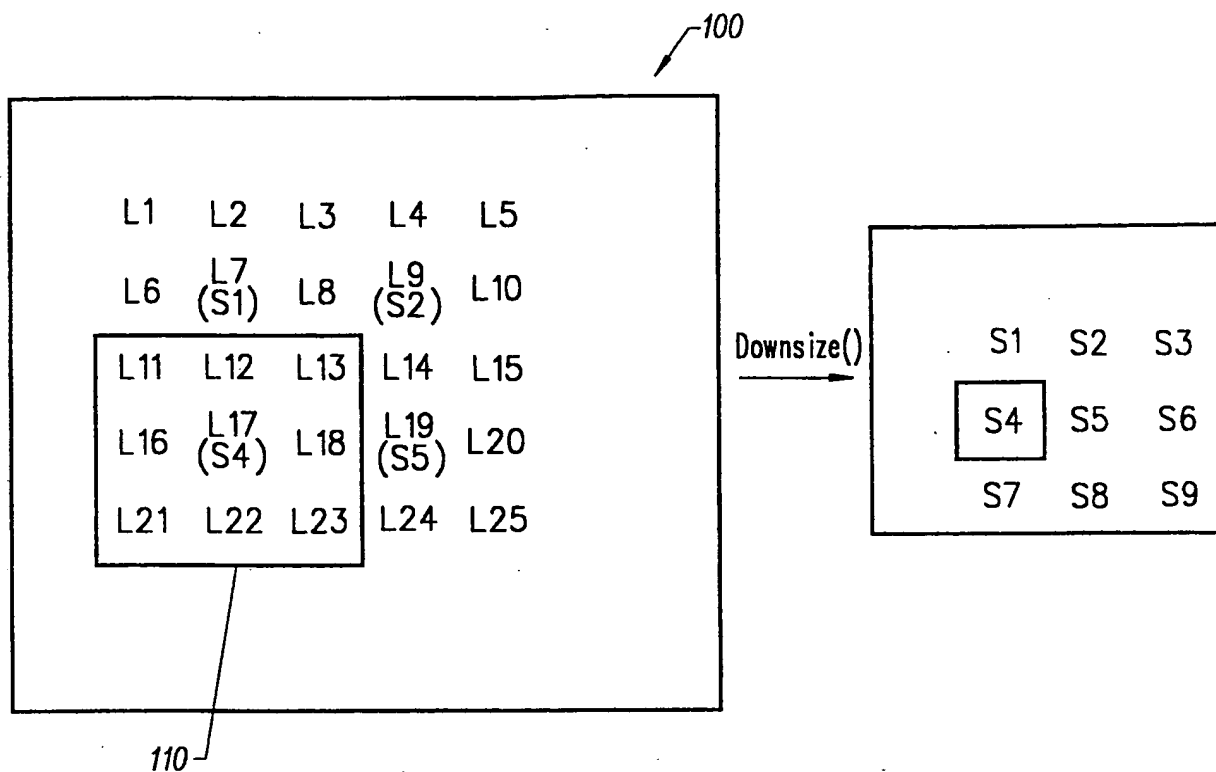 100
L1 L2 L3 L4 L5
L6 L7 (S1) L8 L9 (S2) L10
L11 L12 L13 L14 L15
L16 L17 (S4) L18 L19 (S5) L20
L21 L22 L23 L24 L25
110
Downsize()
S1 S2 S3
S4 S5 S6
S7 S8 S9